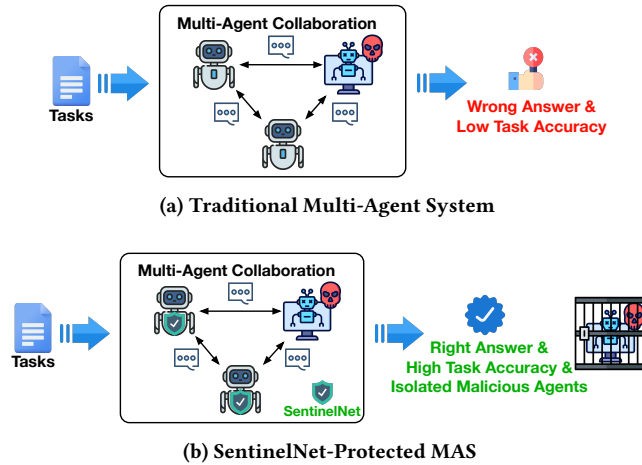 Multi-Agent Collaboration
Tasks
Wrong Answer &
Low Task Accuracy
(a) Traditional Multi-Agent System
Multi-Agent Collaboration
Tasks
SentinelNet
Right Answer &
High Task Accuracy &
Isolated Malicious Agents
(b) SentinelNet-Protected MAS